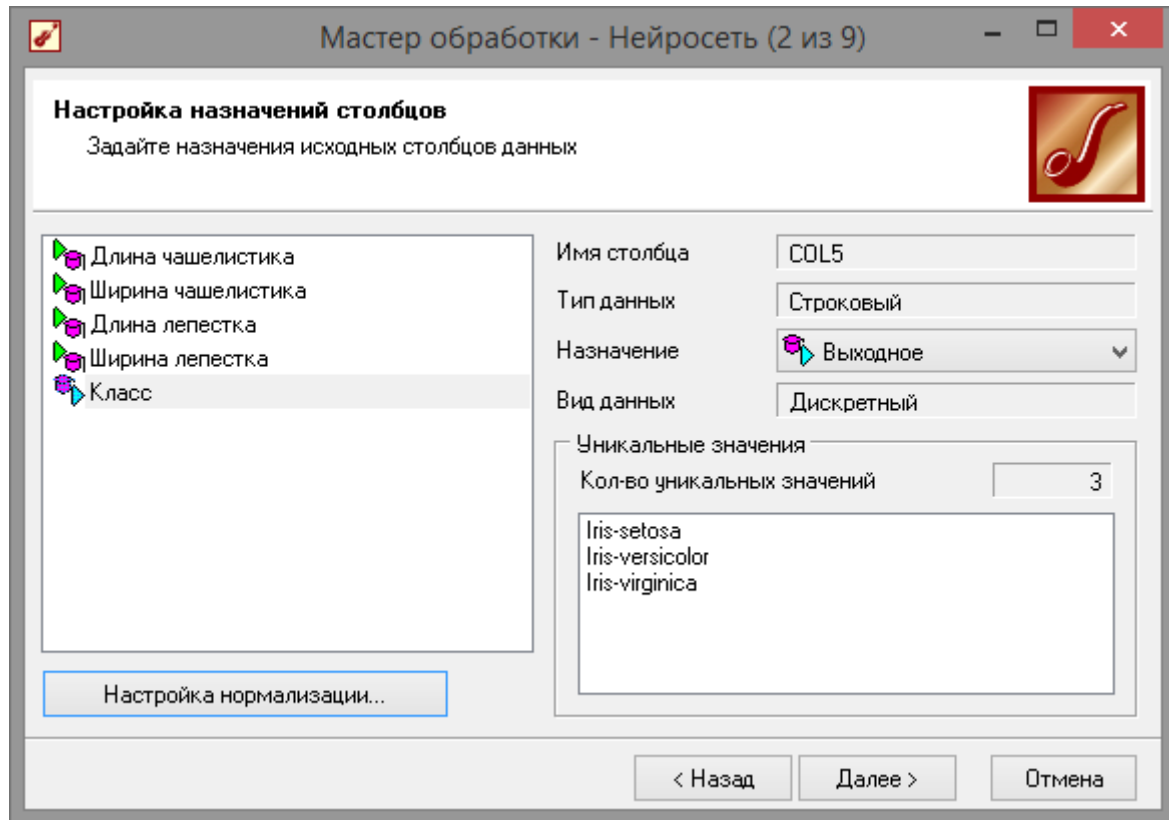 Мастер обработки - Нейросеть (2 из 9)
Настройка назначений столбцов
Задайте назначения исходных столбцов данных
Длина чашелистика
Ширина чашелистика
Длина лепестка
Ширина лепестка
Класс
Настройка нормализации...
Имя столбца
COL5
Тип данных
Строковый
Назначение
Выходное
Вид данных
Дискретный
Уникальные значения
Кол-во уникальных значений
3
Iris-setosa
Iris-versicolor
Iris-virginica
< Назад
Далее >
Отмена